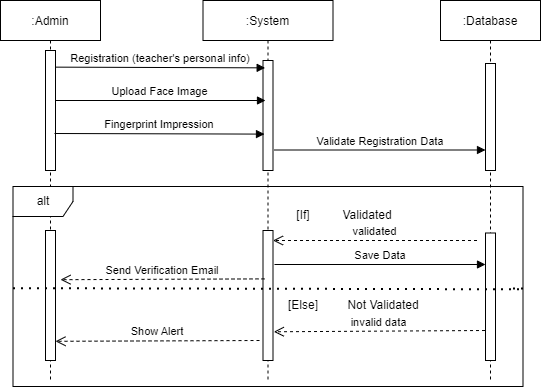 :Admin
:System
:Database
Registration (teacher's personal info)
Upload Face Image
Fingerprint Impression
Validate Registration Data
alt
[If] Validated
validated
Save Data
Send Verification Email
[Else] Not Validated
invalid data
Show Alert